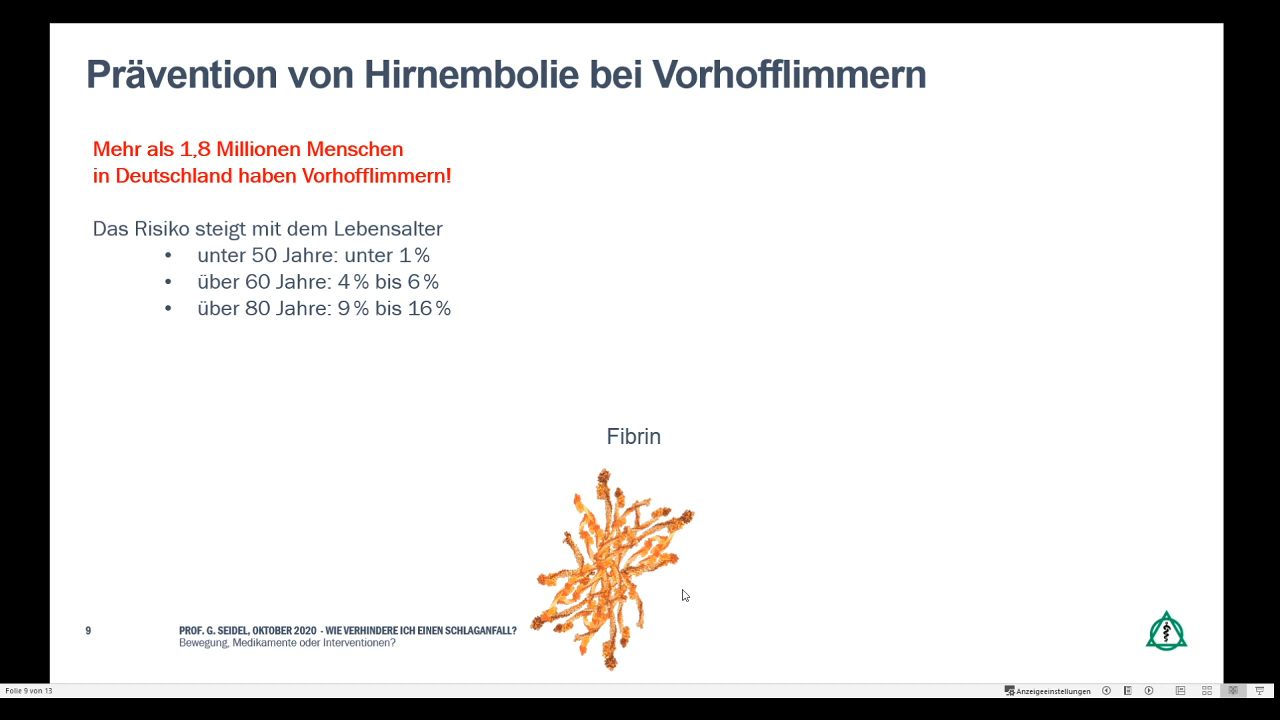 Prävention von Hirnembolie bei Vorhofflimmern
Mehr als 1,8 Millionen Menschen
in Deutschland haben Vorhofflimmern!
Das Risiko steigt mit dem Lebensalter
• unter 50 Jahre: unter 1 %
• über 60 Jahre: 4 % bis 6 %
• über 80 Jahre: 9 % bis 16 %
Fibrin
9
PROF. G. SEIDEL, OKTOBER 2020 - WIE VERHINDERE ICH EINEN SCHLAGANFALL?
Bewegung, Medikamente oder Interventionen?
Folie 9 von 13
Anzeigeeinstellungen